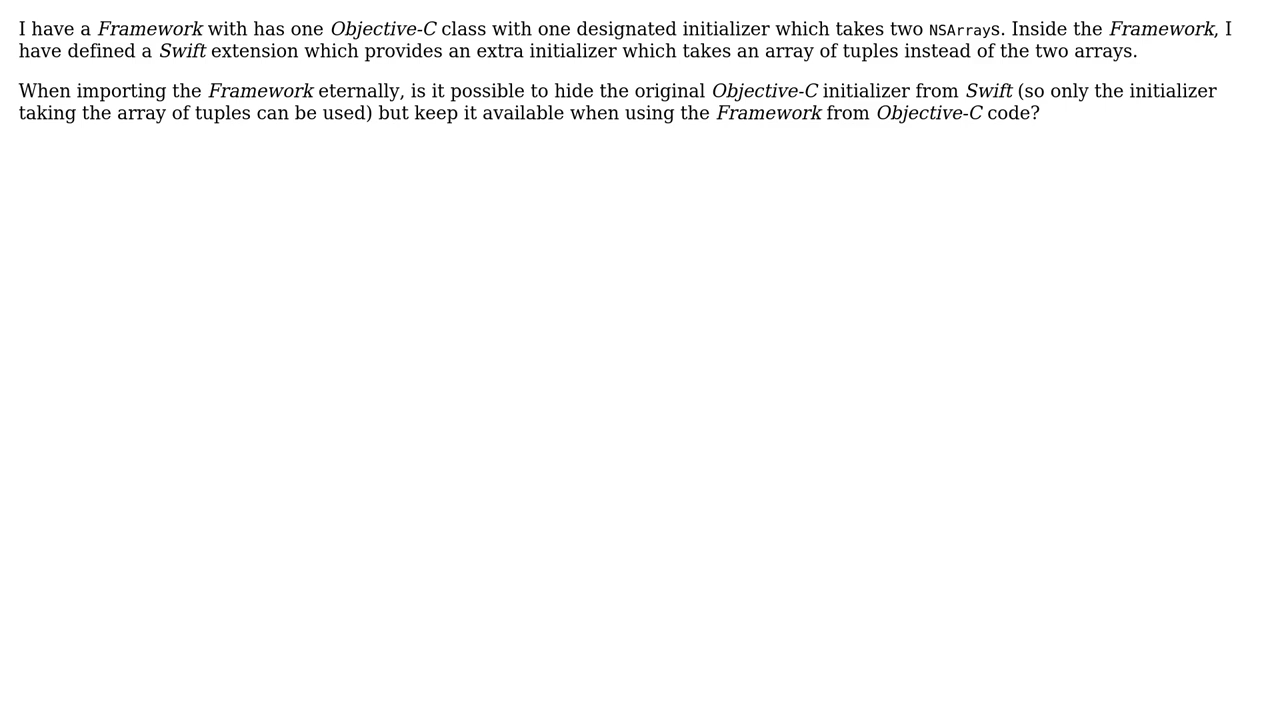 I have a Framework with has one Objective-C class with one designated initializer which takes two NSArrays. Inside the Framework, I
have defined a Swift extension which provides an extra initializer which takes an array of tuples instead of the two arrays.
When importing the Framework eternally, is it possible to hide the original Objective-C initializer from Swift (so only the initializer
taking the array of tuples can be used) but keep it available when using the Framework from Objective-C code?